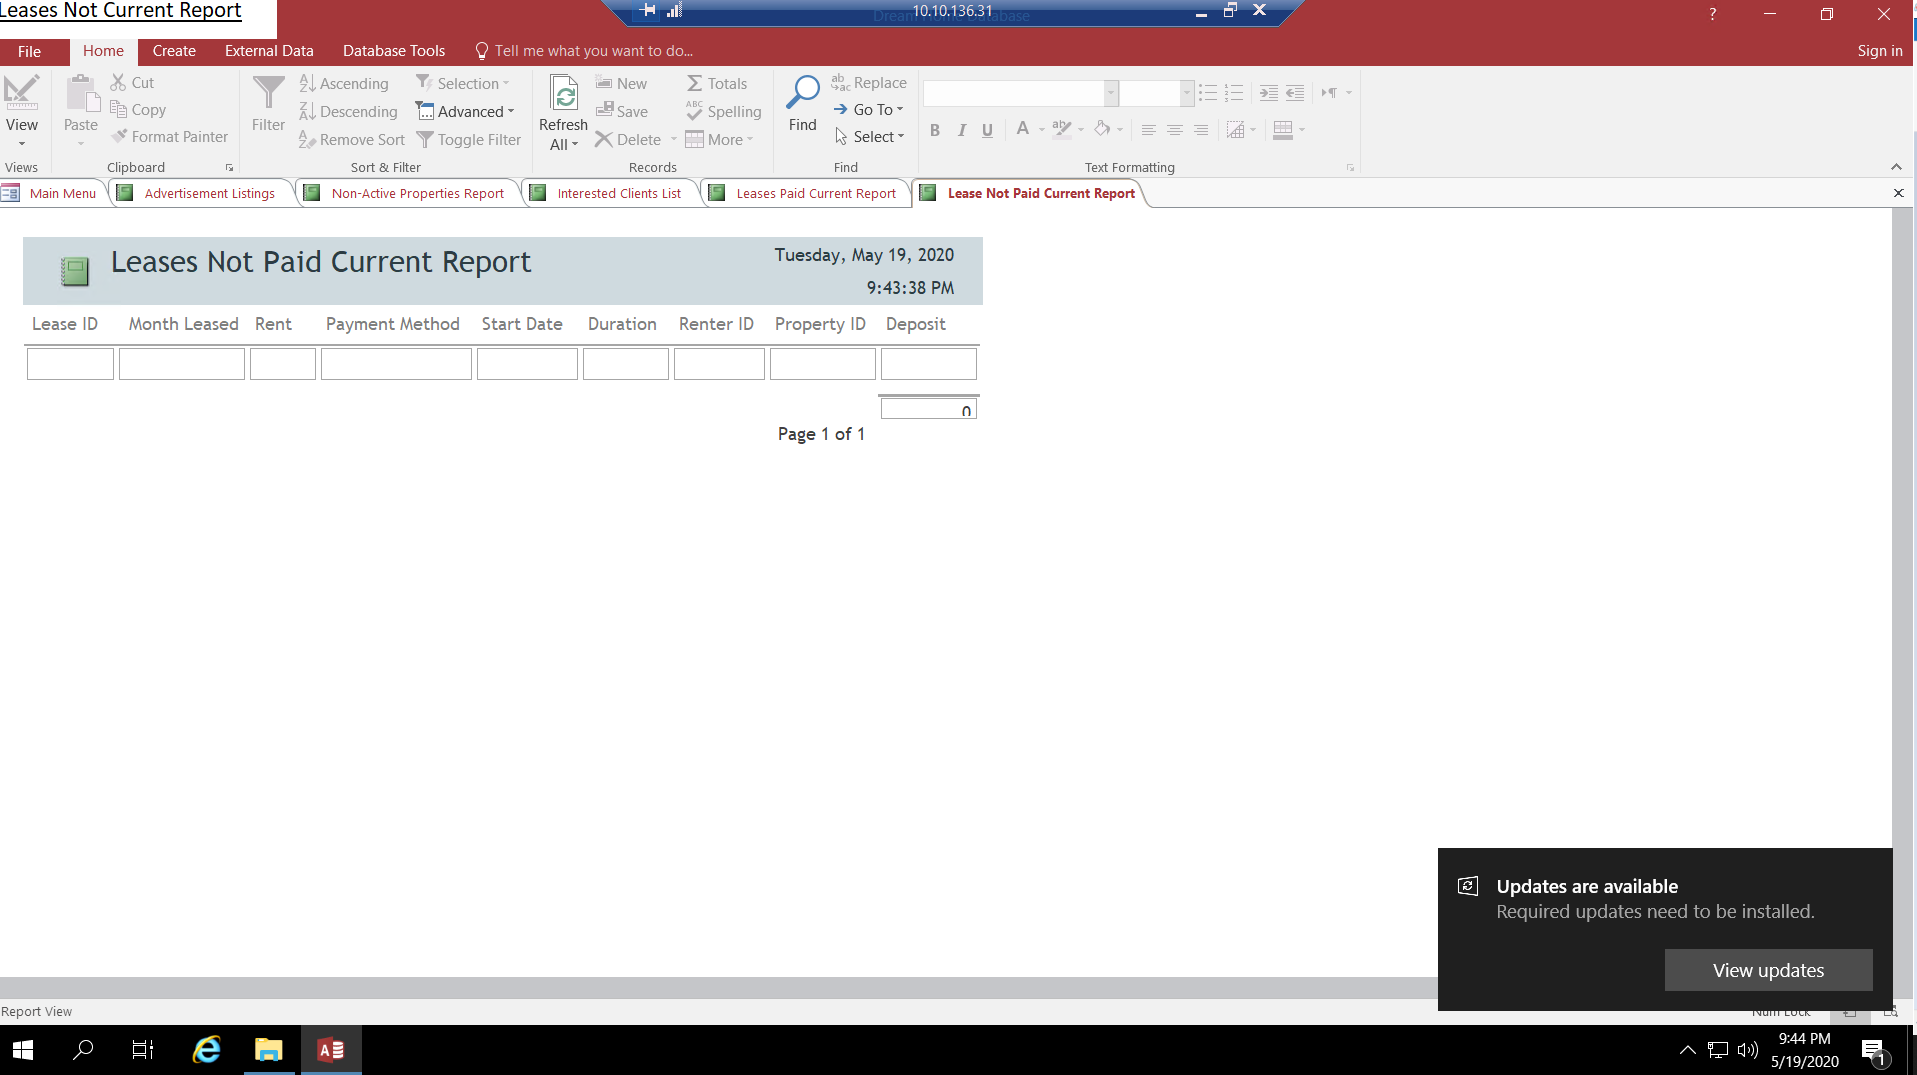 Leases Not Current Report
10.10.136.31
Dream Home Database
?
File Home Create External Data Database Tools Tell me what you want to do... Sign in
View
Views
Paste
Cut
Copy
Format Painter
Clipboard
Filter
Ascending
Descending
Remove Sort
Selection
Advanced
Toggle Filter
Sort & Filter
Refresh
All
New
Save
Delete
Totals
Spelling
More
Records
Find
Replace
Go To
Select
Find
B I U A
Text Formatting
Main Menu Advertisement Listings Non-Active Properties Report Interested Clients List Leases Paid Current Report Lease Not Paid Current Report
Leases Not Paid Current Report
Tuesday, May 19, 2020
9:43:38 PM
Lease ID Month Leased Rent Payment Method Start Date Duration Renter ID Property ID Deposit
0
Page 1 of 1
Updates are available
Required updates need to be installed.
View updates
Report View
Num Lock
9:44 PM
5/19/2020
1